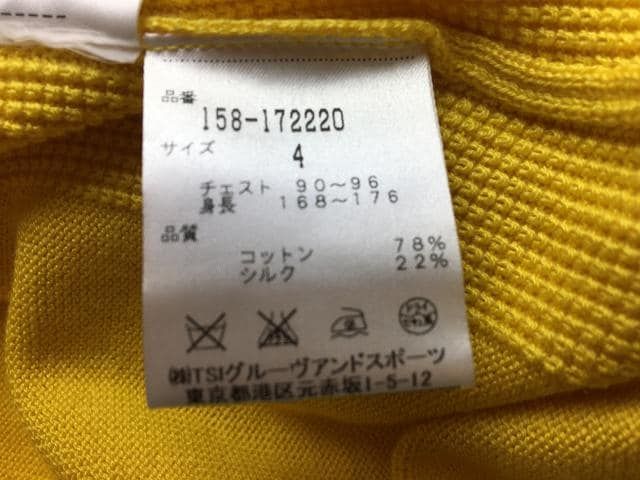 品番
158-172220
サイズ
4
チェスト 90～96
身長 168～176
品質
コットン 78%
シルク 22%
㈱TSIグルーヴアンドスポーツ
東京都港区元赤坂1-5-12